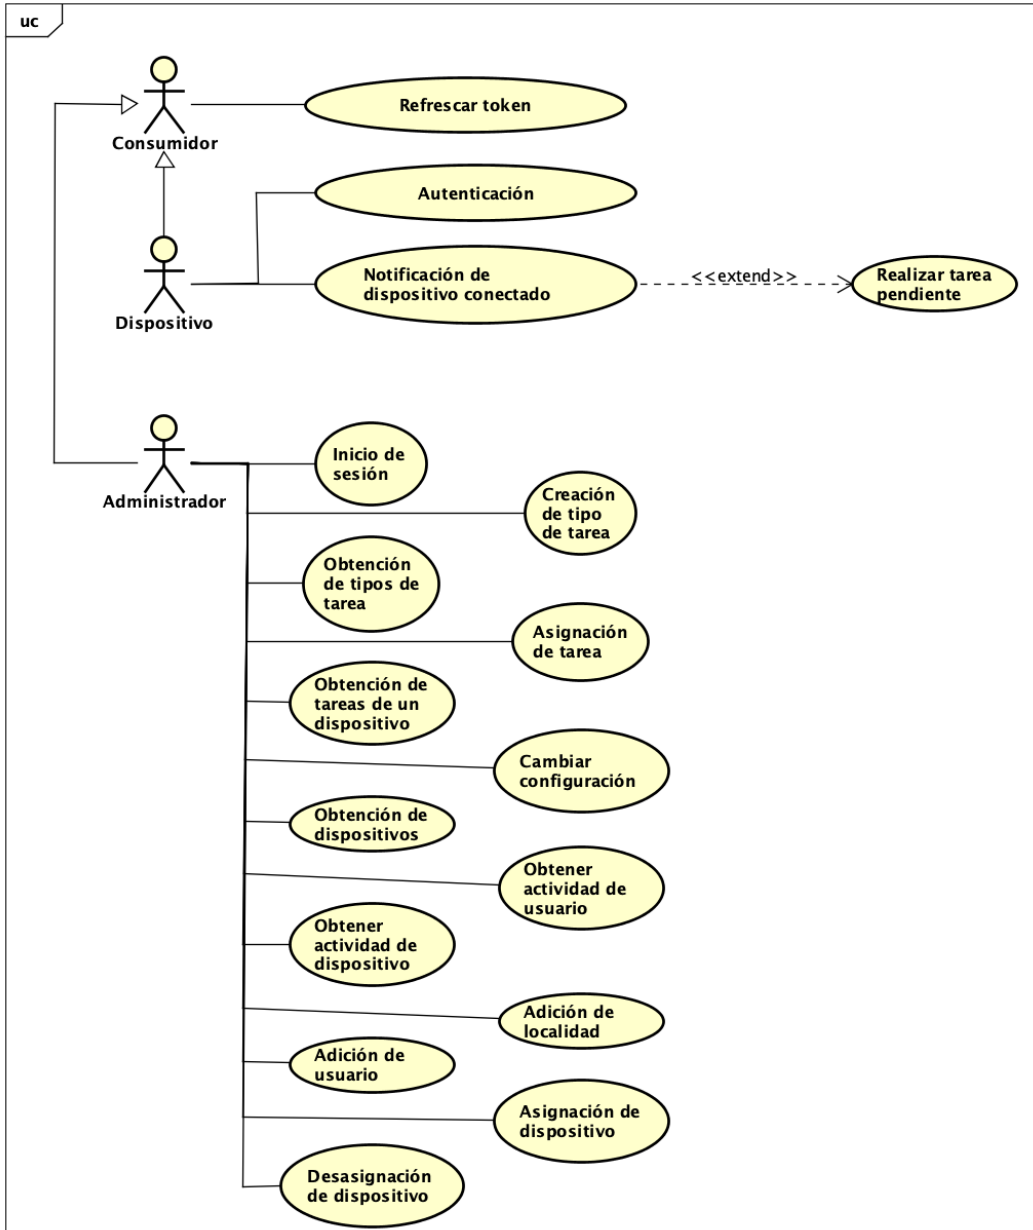 uc
Refrescar token
Consumidor
Autenticación
Notificación de
dispositivo conectado
<<extend>>
Realizar tarea
pendiente
Dispositivo
Inicio de
sesión
Administrador
Creación
de tipo
de tarea
Obtención
de tipos de
tarea
Asignación
de tarea
Obtención de
tareas de un
dispositivo
Cambiar
configuración
Obtención de
dispositivos
Obtener
actividad de
usuario
Obtener
actividad de
dispositivo
Adición de
localidad
Adición de
usuario
Asignación de
dispositivo
Desasignación
de dispositivo